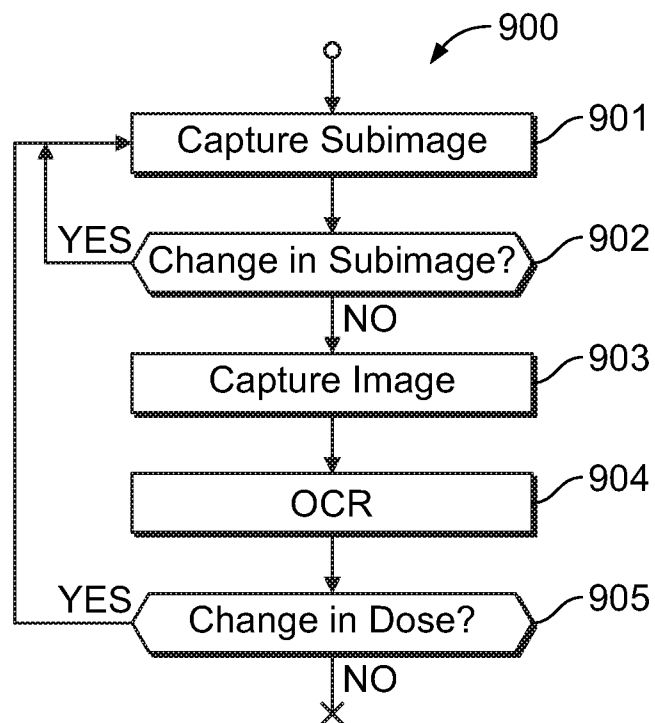 900
Capture Subimage
901
YES
Change in Subimage?
902
NO
Capture Image
903
OCR
904
YES
Change in Dose?
905
NO